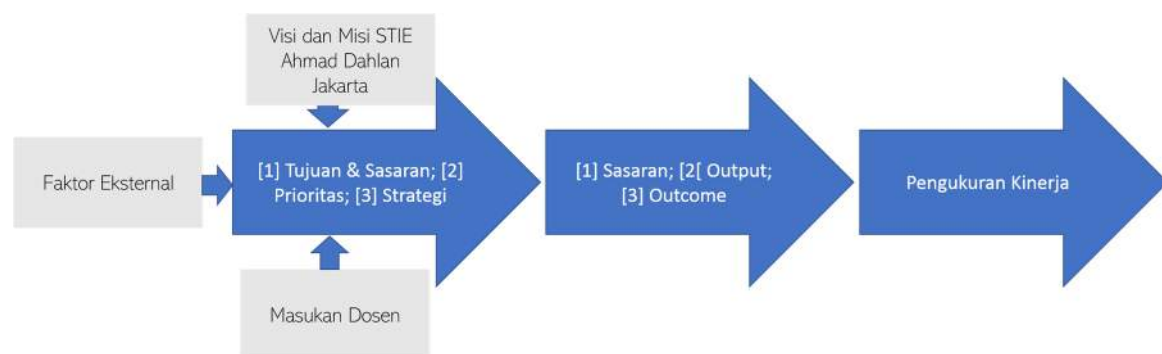 Visi dan Misi STIE
Ahmad Dahlan
Jakarta
Faktor Eksternal
[1] Tujuan & Sasaran; [2]
Prioritas; [3] Strategi
[1] Sasaran; [2[ Output;
[3] Outcome
Pengukuran Kinerja
Masukan Dosen